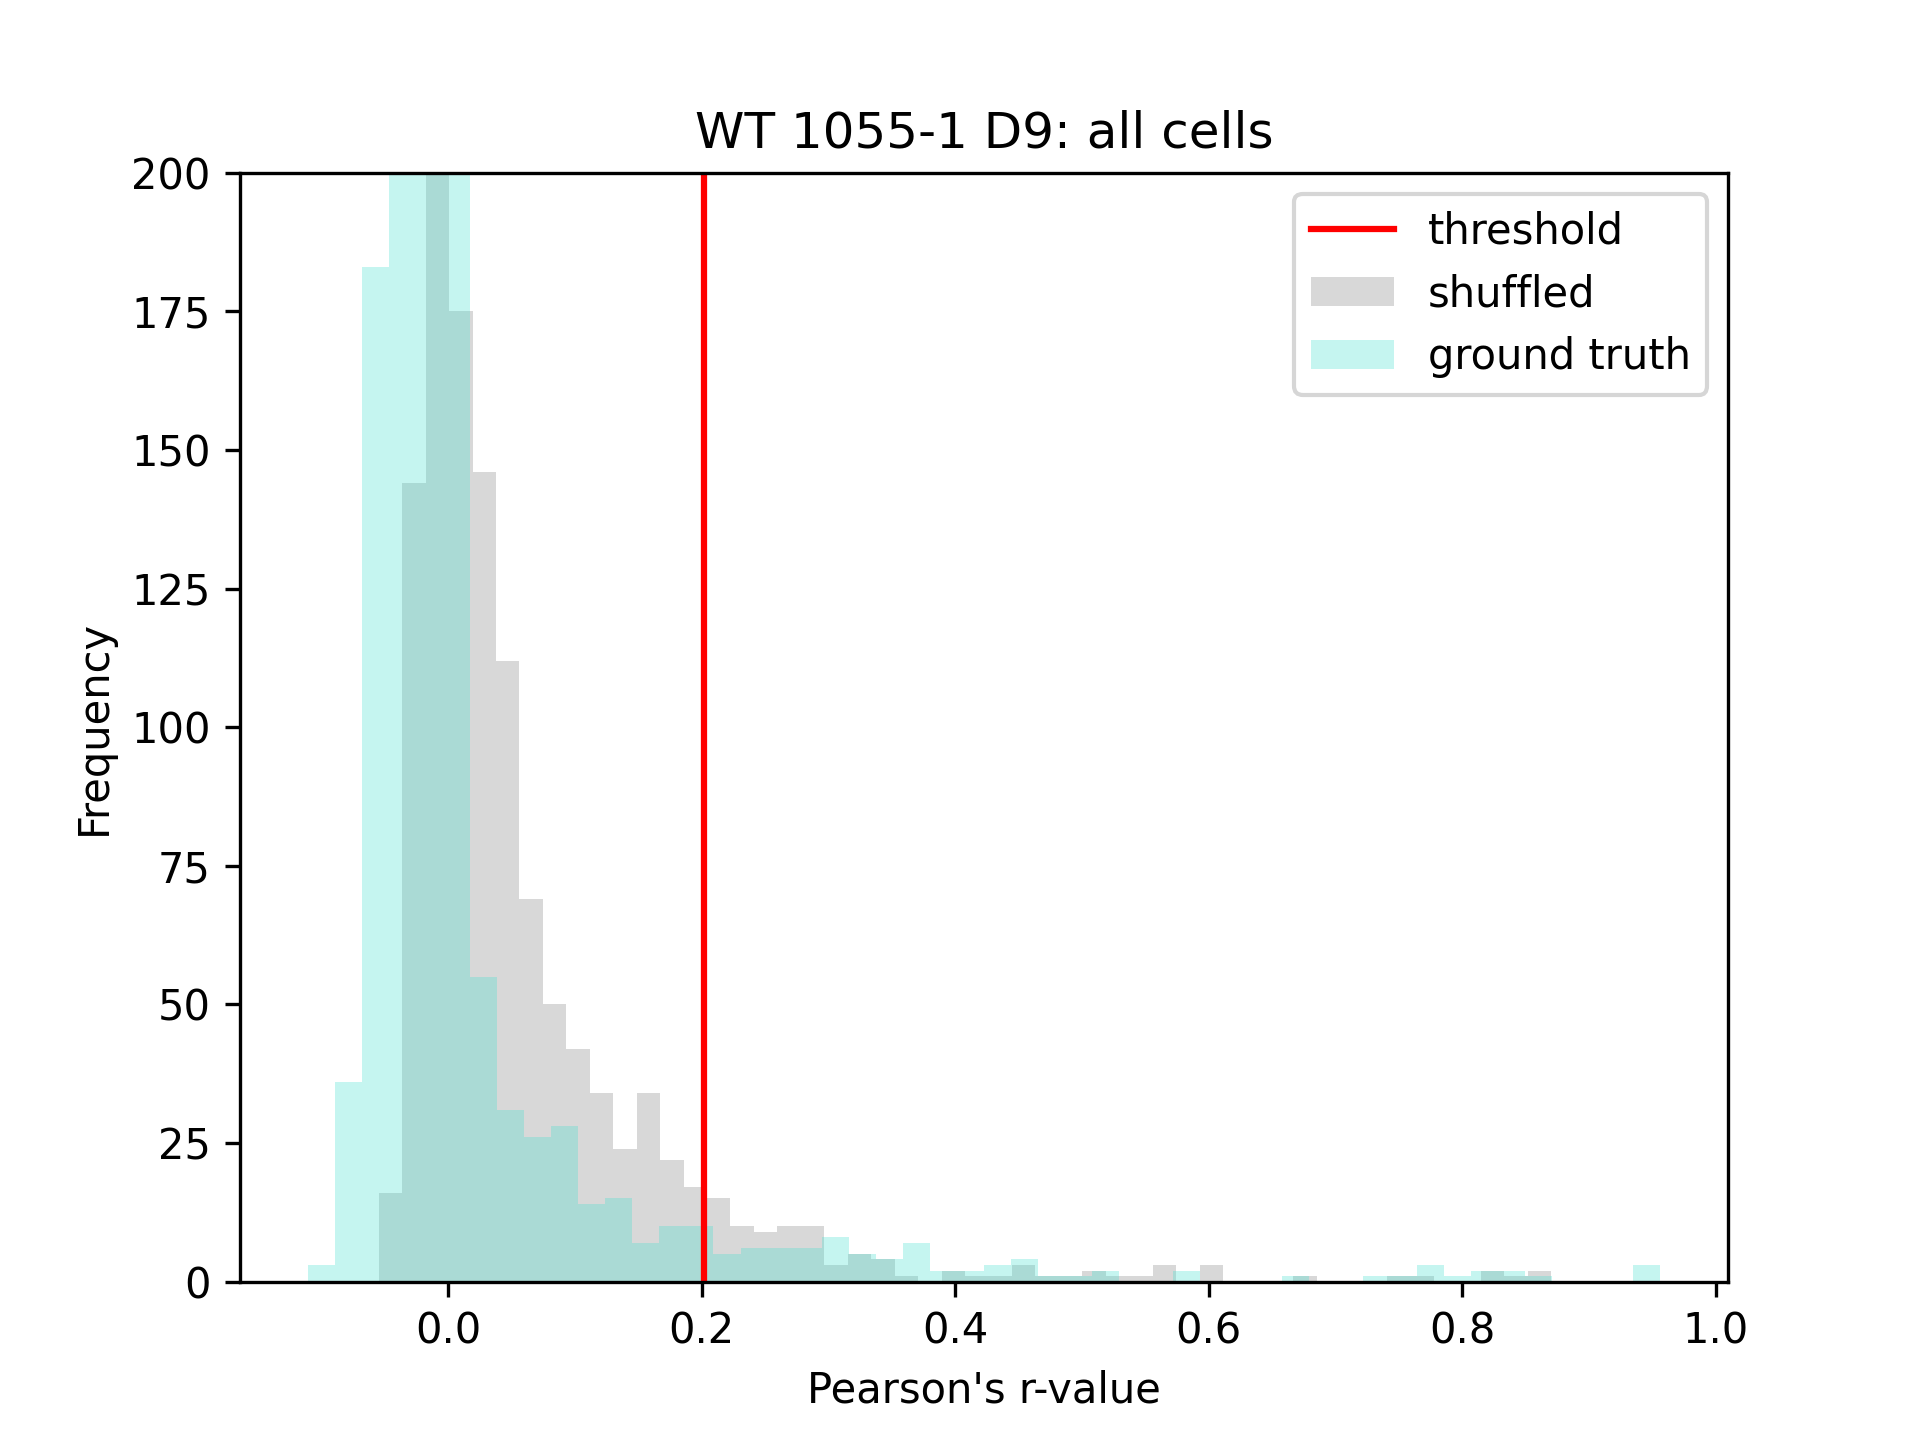 WT 1055-1 D9: all cells
200
175
150
125
100
75
50
25
0
Frequency
threshold
shuffled
ground truth
0.0 0.2 0.4 0.6 0.8 1.0
Pearson's r-value